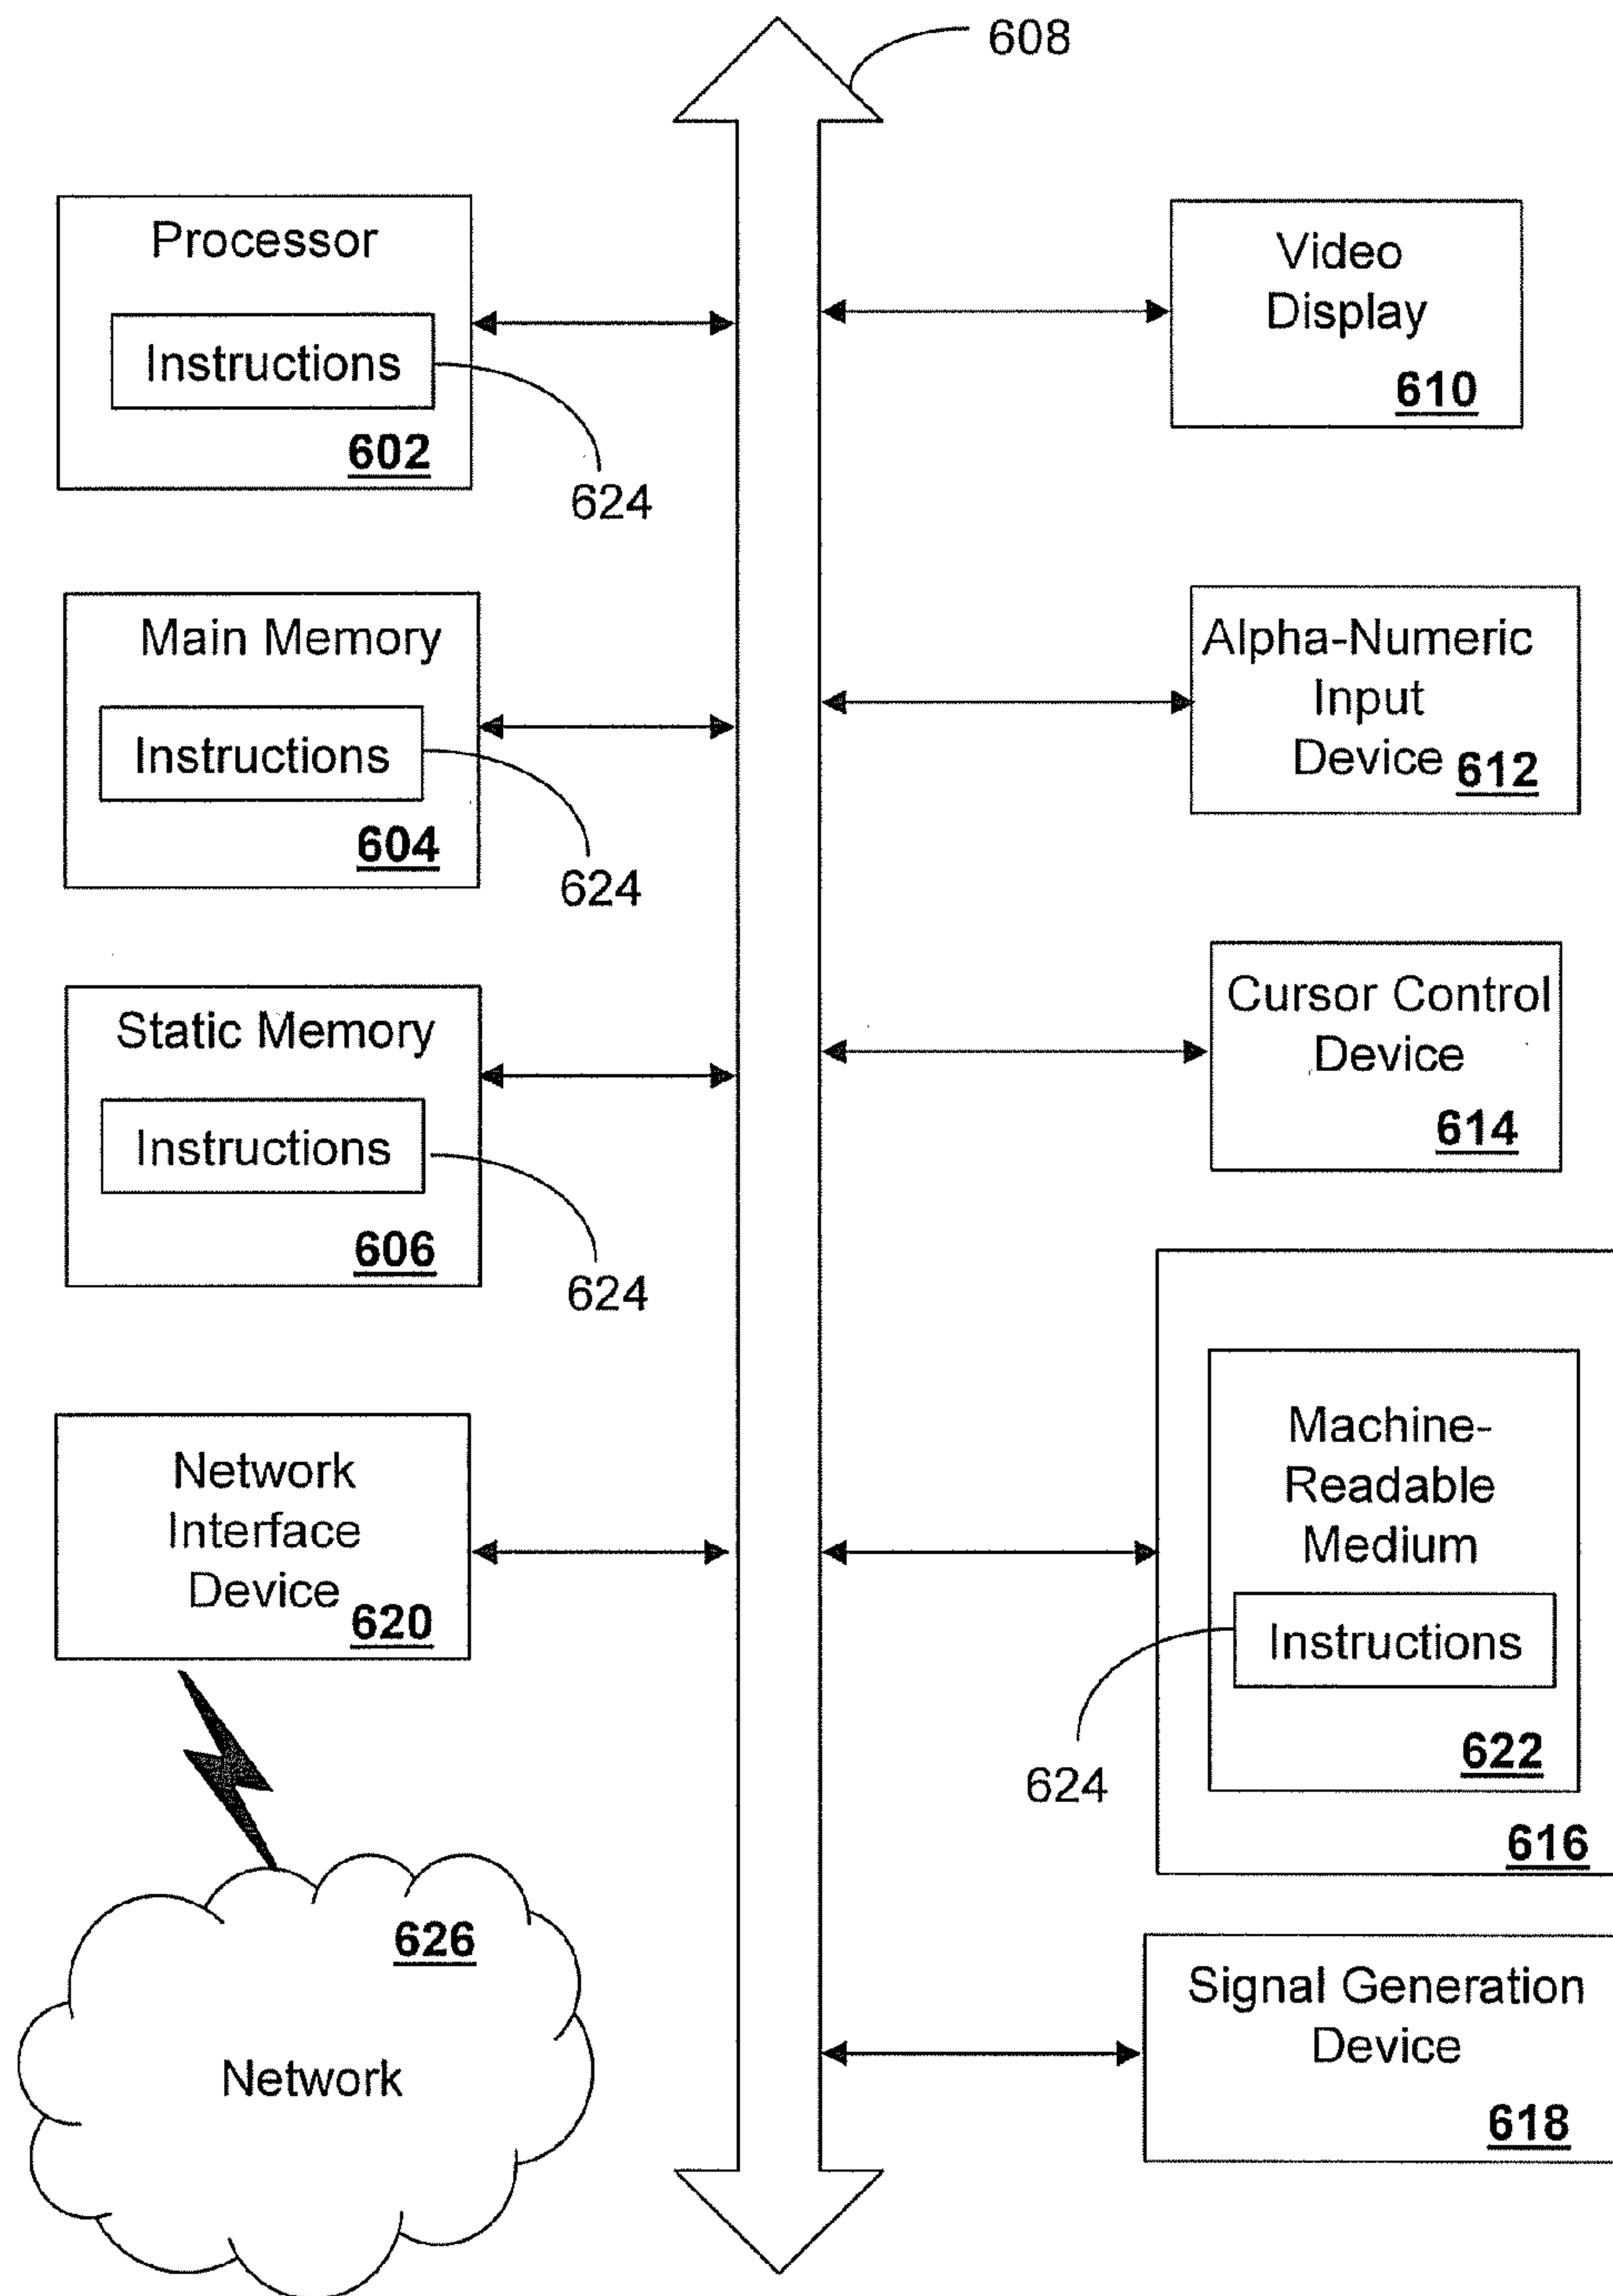 608
Processor
Instructions
602
624
Main Memory
Instructions
604
624
Static Memory
Instructions
606
624
Network
Interface
Device
620
626
Network
Video
Display
610
Alpha-Numeric
Input
Device
612
Cursor Control
Device
614
Machine-
Readable
Medium
Instructions
622
624
616
Signal Generation
Device
618